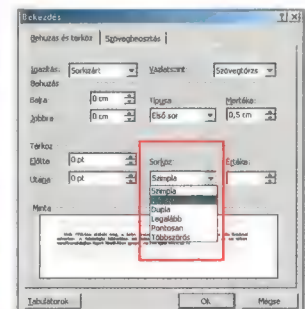 Bekezdés
Behúzás és térköz Szövegbeosztás
Igazítás: Sorkizárt Vázlatszint Szövegtörzs
Behúzás
Balra 0 cm Típusa Mértéke:
Jobbra 0 cm Első sor 0,5 cm
Térköz
Előtte 0 pt Sorköz: Értéke:
Utána 0 pt Szimpla
Szimpla
Dupla
Legalább
Pontosan
Többszörös
Minta
Tabulátorok Ok Mégse